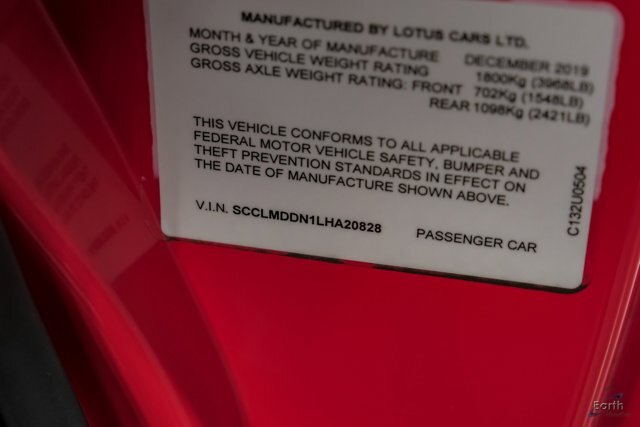 MANUFACTURED BY LOTUS CARS LTD.
MONTH & YEAR OF MANUFACTURE DECEMBER 2019
GROSS VEHICLE WEIGHT RATING 1800Kg (3968LB)
GROSS AXLE WEIGHT RATING: FRONT 702Kg (1548LB)
REAR 1098Kg (2421LB)
THIS VEHICLE CONFORMS TO ALL APPLICABLE
FEDERAL MOTOR VEHICLE SAFETY, BUMPER AND
THEFT PREVENTION STANDARDS IN EFFECT ON
THE DATE OF MANUFACTURE SHOWN ABOVE.
V.I.N. SCCLMDDN1LHA20828 PASSENGER CAR
C132U0504
Earth